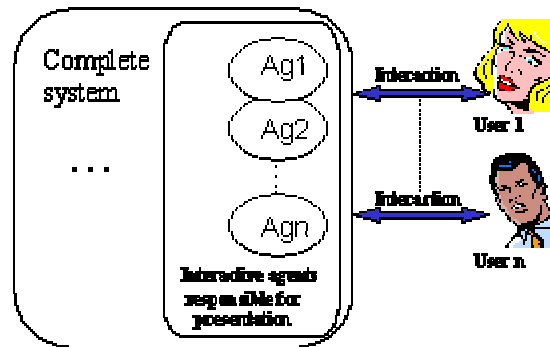 Complete
system
...
Ag1
Ag2
Agn
Interactive agents
responsible for
presentation
Interaction
User 1
Interaction
User n